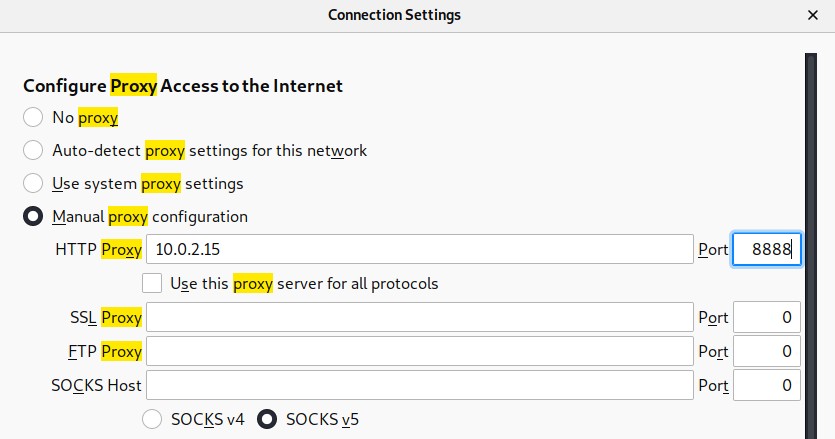 Connection Settings ×
Configure Proxy Access to the Internet
No proxy
Auto-detect proxy settings for this network
Use system proxy settings
Manual proxy configuration
HTTP Proxy 10.0.2.15 Port 8888
Use this proxy server for all protocols
SSL Proxy Port 0
FTP Proxy Port 0
SOCKS Host Port 0
SOCKS v4 SOCKS v5